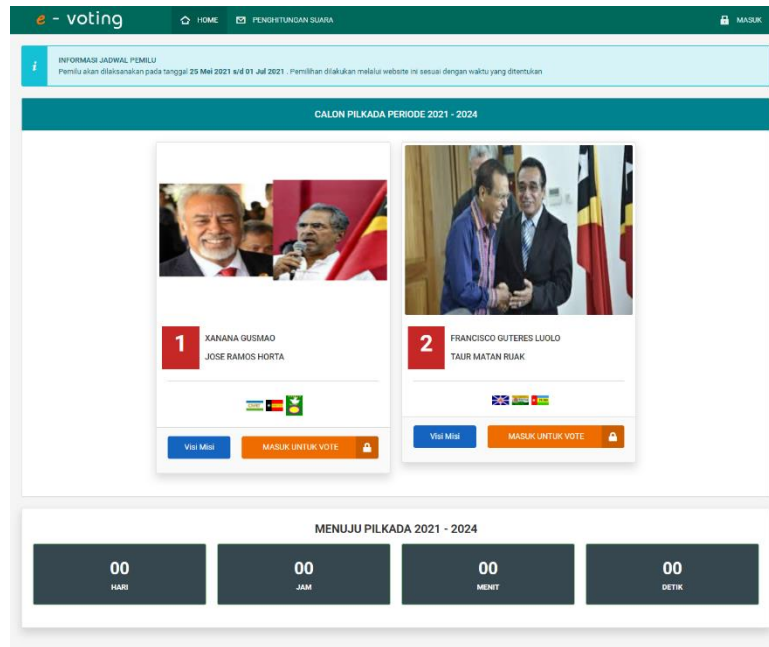 e - voting
HOME
PENGHITUNGAN SUARA
MASUK
INFORMASI JADWAL PEMILU
Pemilu akan dilaksanakan pada tanggal 25 Mei 2021 s/d 01 Jul 2021 . Pemilihan dilakukan melalui website ini sesuai dengan waktu yang ditentukan
CALON PILKADA PERIODE 2021 - 2024
1
XANANA GUSMAO
JOSE RAMOS HORTA
Visi Misi
MASUK UNTUK VOTE
2
FRANCISCO GUTERES LUOLO
TAUR MATAN RUAK
Visi Misi
MASUK UNTUK VOTE
MENUJU PILKADA 2021 - 2024
00
HARI
00
JAM
00
MENIT
00
DETIK